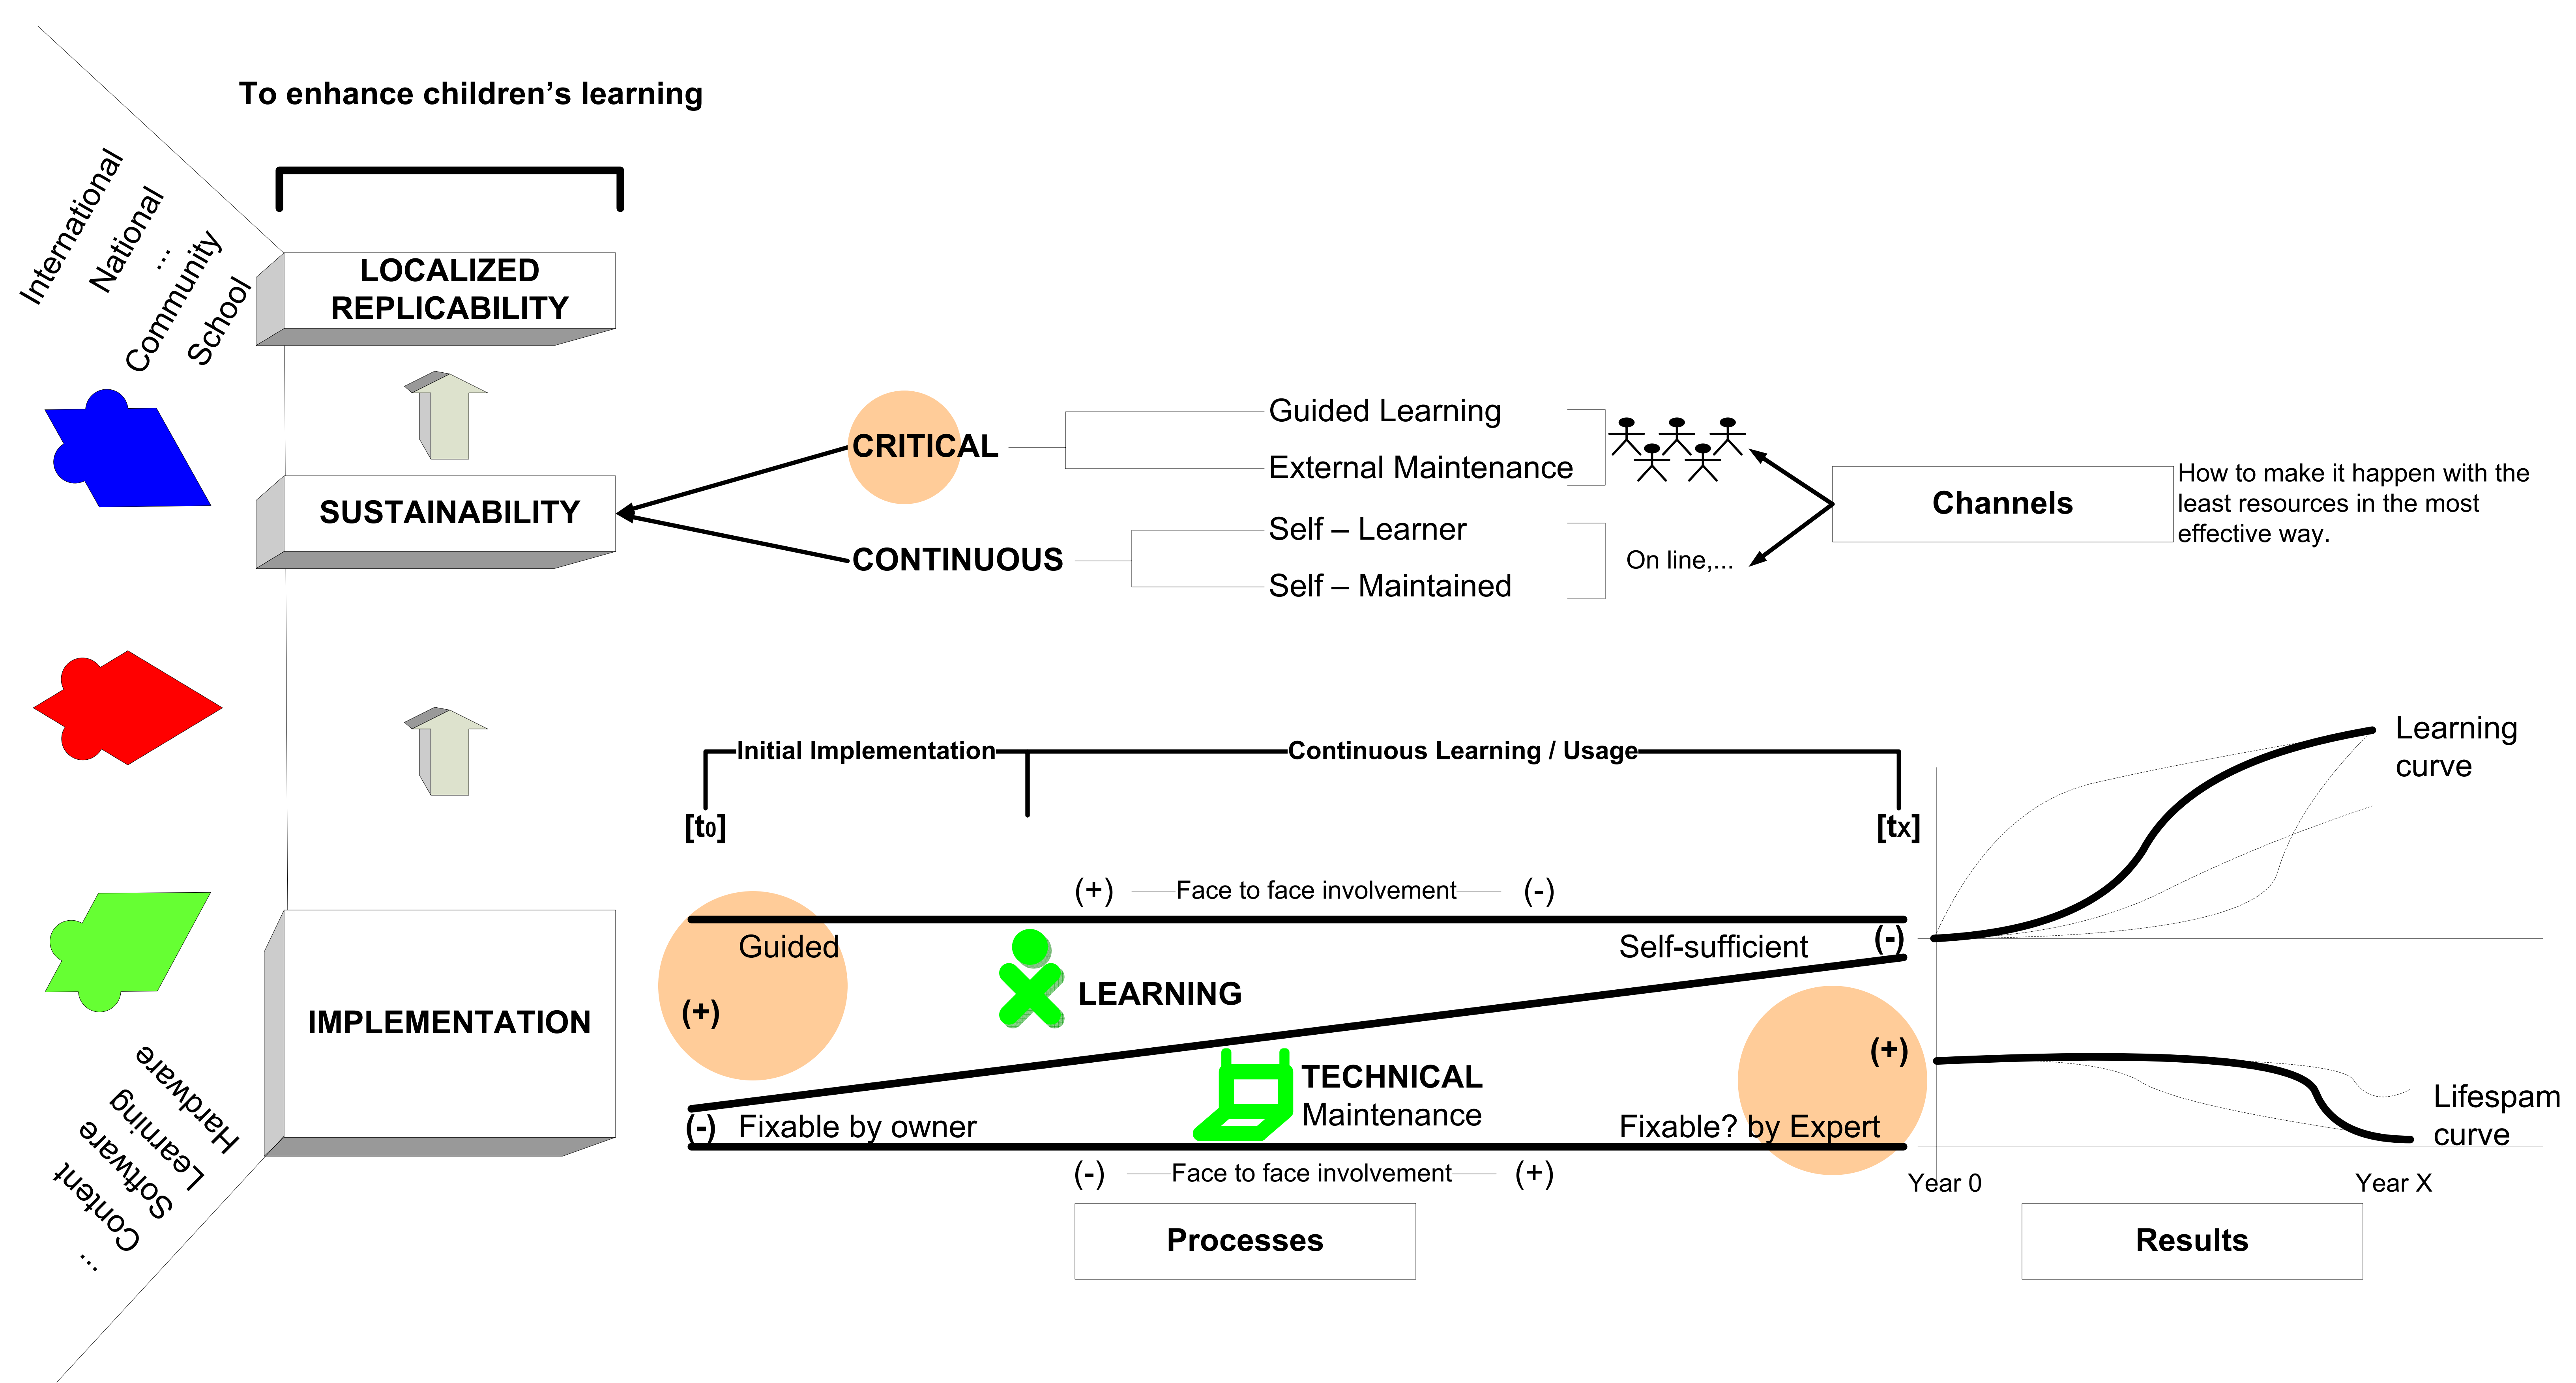 To enhance children’s learning
International
National
...
Community
School
LOCALIZED
REPLICABILITY
SUSTAINABILITY
CRITICAL
Guided Learning
External Maintenance
CONTINUOUS
Self – Learner
Self – Maintained
On line,...
Channels
How to make it happen with the
least resources in the most
effective way.
Initial Implementation
Continuous Learning / Usage
[t0]
[tx]
(+) Face to face involvement (-)
Guided
Self-sufficient
(-)
(+)
LEARNING
IMPLEMENTATION
TECHNICAL
Maintenance
(+)
(-)
Fixable by owner
Fixable? by Expert
(-) Face to face involvement (+)
Processes
Learning
curve
Lifespam
curve
Year 0
Year X
Results
Hardware
Learning
Software
Content
...